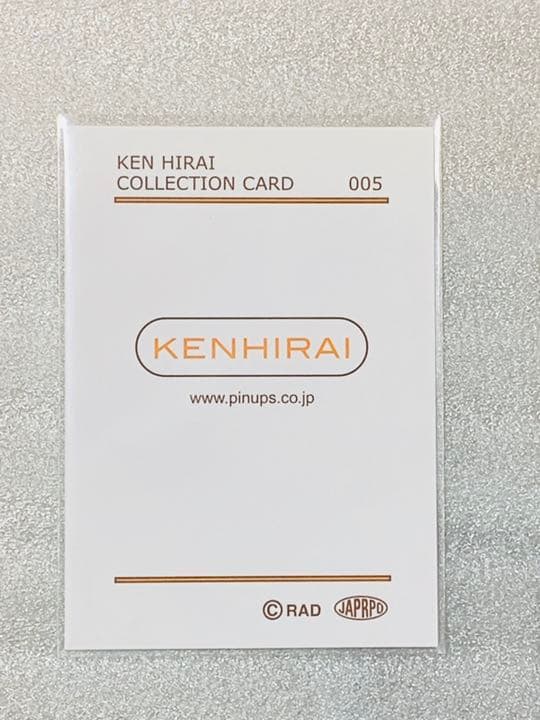 KEN HIRAI
COLLECTION CARD 005
KENHIRAI
www.pinups.co.jp
©RAD JAPRPO